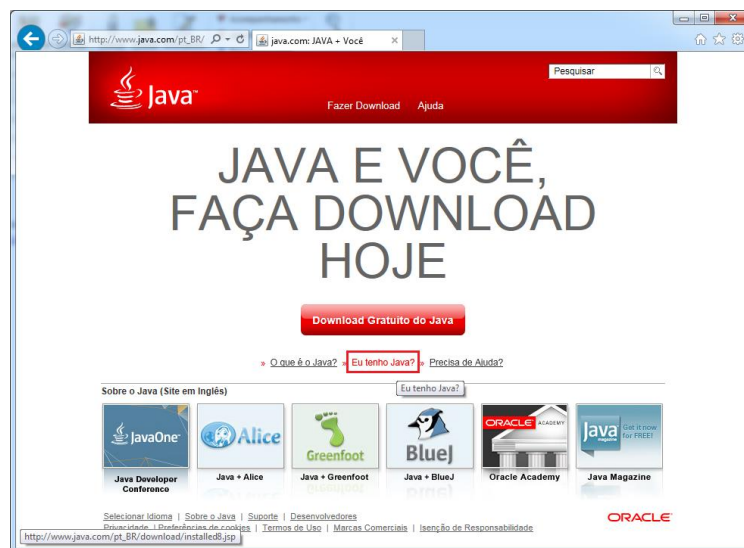 http://www.java.com/pt_BR/
java.com: JAVA + Você
Java
Pesquisar
Fazer Download Ajuda
JAVA E VOCÊ,
FAÇA DOWNLOAD
HOJE
Download Gratuito do Java
» O que é o Java? » Eu tenho Java? » Precisa de Ajuda?
Eu tenho Java?
Sobre o Java (Site em Inglês)
JavaOne
Alice
Greenfoot
BlueJ
ORACLE ACADEMY
Java magazine
Get it now
for FREE!
Java Developer
Conference
Java + Alice
Java + Greenfoot
Java + BlueJ
Oracle Academy
Java Magazine
Selecionar Idioma | Sobre o Java | Suporte | Desenvolvedores
Privacidade | Preferências de cookies | Termos de Uso | Marcas Comerciais | Isenção de Responsabilidade
ORACLE
http://www.java.com/pt_BR/download/installed8.jsp